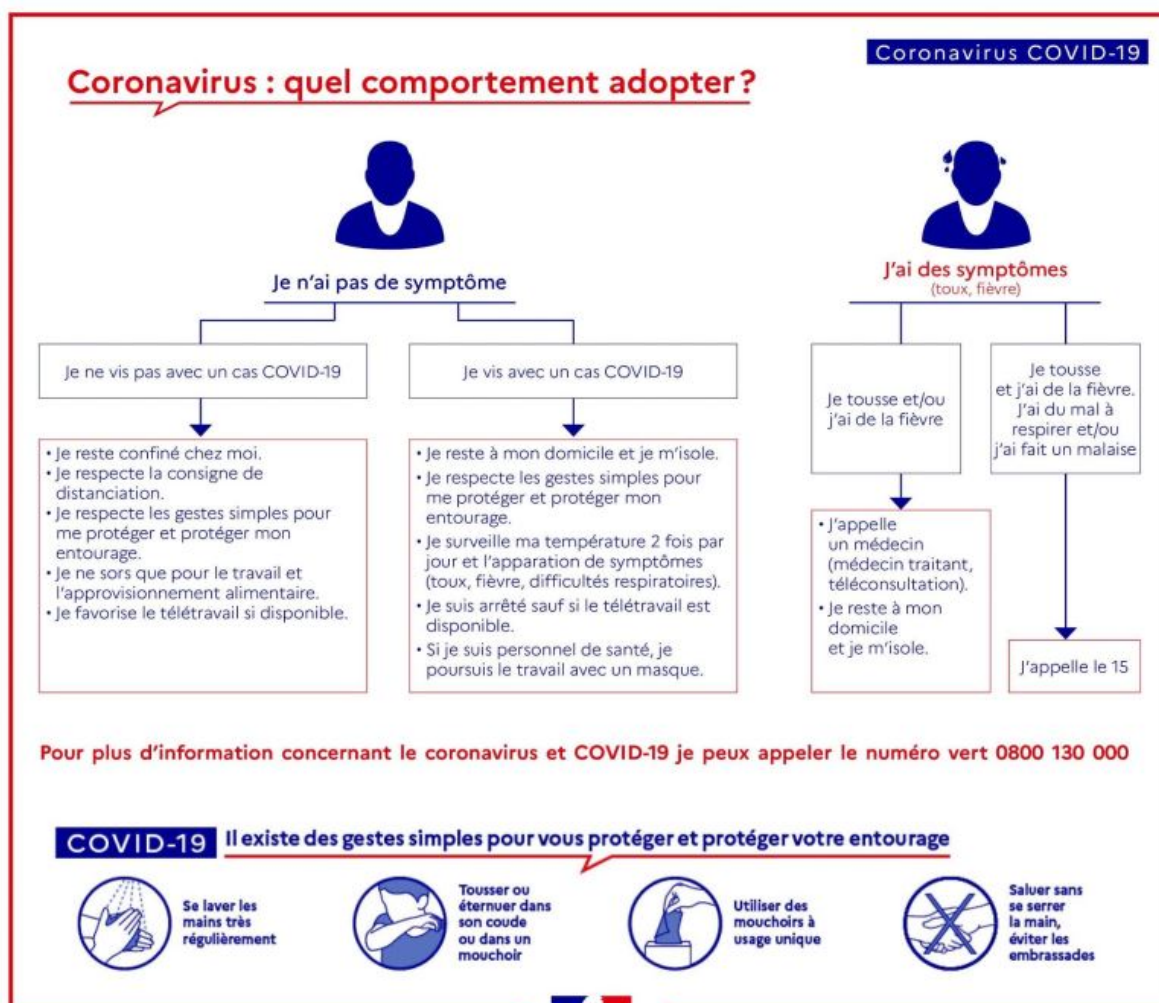 Coronavirus COVID-19
Coronavirus : quel comportement adopter ?
Je n'ai pas de symptôme
Je ne vis pas avec un cas COVID-19
• Je reste confiné chez moi.
• Je respecte la consigne de
distanciation.
• Je respecte les gestes simples pour
me protéger et protéger mon
entourage.
• Je ne sors que pour le travail et
l'approvisionnement alimentaire.
• Je favorise le télétravail si disponible.
Je vis avec un cas COVID-19
• Je reste à mon domicile et je m'isole.
• Je respecte les gestes simples pour
me protéger et protéger mon
entourage.
• Je surveille ma température 2 fois par
jour et l'apparation de symptômes
(toux, fièvre, difficultés respiratoires).
• Je suis arrêté sauf si le télétravail est
disponible.
• Si je suis personnel de santé, je
poursuis le travail avec un masque.
J'ai des symptômes
(toux, fièvre)
Je tousse et/ou
j'ai de la fièvre
• J'appelle
un médecin
(médecin traitant,
téléconsultation).
• Je reste à mon
domicile
et je m'isole.
Je tousse
et j'ai de la fièvre.
J'ai du mal à
respirer et/ou
j'ai fait un malaise
J'appelle le 15
Pour plus d'information concernant le coronavirus et COVID-19 je peux appeler le numéro vert 0800 130 000
COVID-19 Il existe des gestes simples pour vous protéger et protéger votre entourage
Se laver les
mains très
régulièrement
Tousser ou
éternuer dans
son coude
ou dans un
mouchoir
Utiliser des
mouchoirs à
usage unique
Saluer sans
se serrer
la main,
éviter les
embrassades